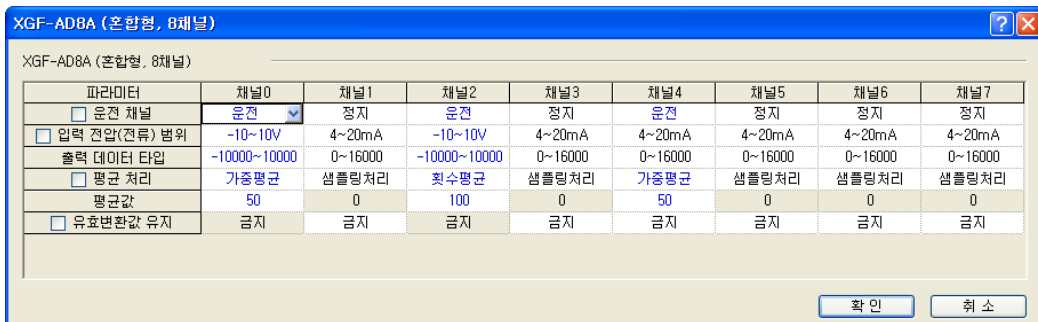 XGF-AD8A (혼합형, 8채널)
XGF-AD8A (혼합형, 8채널)
파라미터 채널0 채널1 채널2 채널3 채널4 채널5 채널6 채널7
운전 채널 운전 정지 운전 정지 운전 정지 정지 정지
입력 전압(전류) 범위 -10~10V 4~20mA -10~10V 4~20mA 4~20mA 4~20mA 4~20mA 4~20mA
출력 데이터 타입 -10000~10000 0~16000 -10000~10000 0~16000 0~16000 0~16000 0~16000 0~16000
평균 처리 가중평균 샘플링처리 횟수평균 샘플링처리 가중평균 샘플링처리 샘플링처리 샘플링처리
평균값 50 0 100 0 50 0 0 0
유효변환값 유지 금지 금지 금지 금지 금지 금지 금지 금지
확인 취소